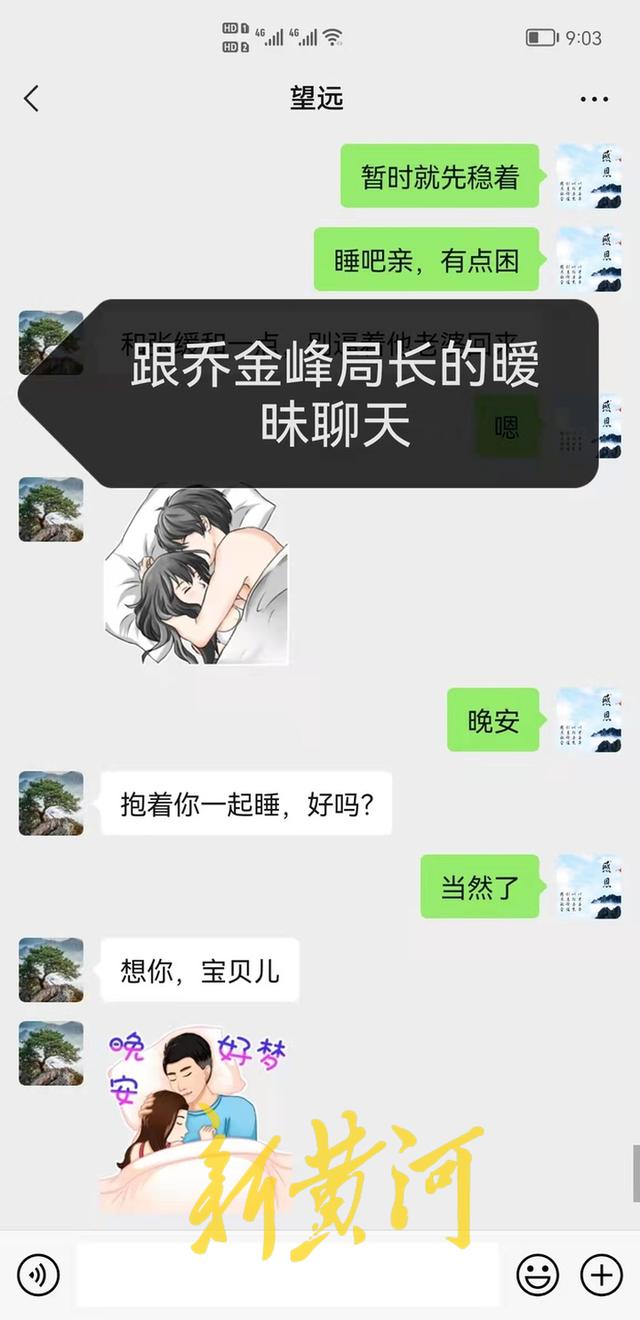 HD 1 4G 4G
HD 2
9:03
望远
暂时就先稳着
睡吧亲，有点困
和张缓和一点，别逼着他老婆回来
跟乔金峰局长的暧
昧聊天
嗯
晚安
抱着你一起睡，好吗？
当然了
想你，宝贝儿
晚安 好梦
新黄河
感恩